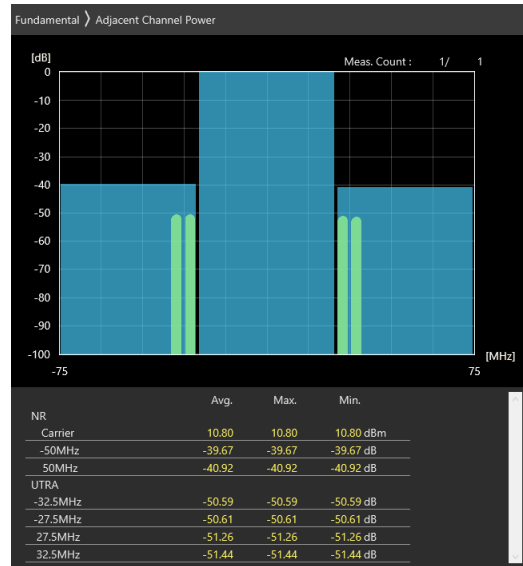 Fundamental 〉 Adjacent Channel Power
[dB]
Meas. Count : 1/ 1
0
-10
-20
-30
-40
-50
-60
-70
-80
-90
-100
[MHz]
-75 75
Avg. Max. Min.
NR
Carrier 10.80 10.80 10.80 dBm
-50MHz -39.67 -39.67 -39.67 dB
50MHz -40.92 -40.92 -40.92 dB
UTRA
-32.5MHz -50.59 -50.59 -50.59 dB
-27.5MHz -50.61 -50.61 -50.61 dB
27.5MHz -51.26 -51.26 -51.26 dB
32.5MHz -51.44 -51.44 -51.44 dB